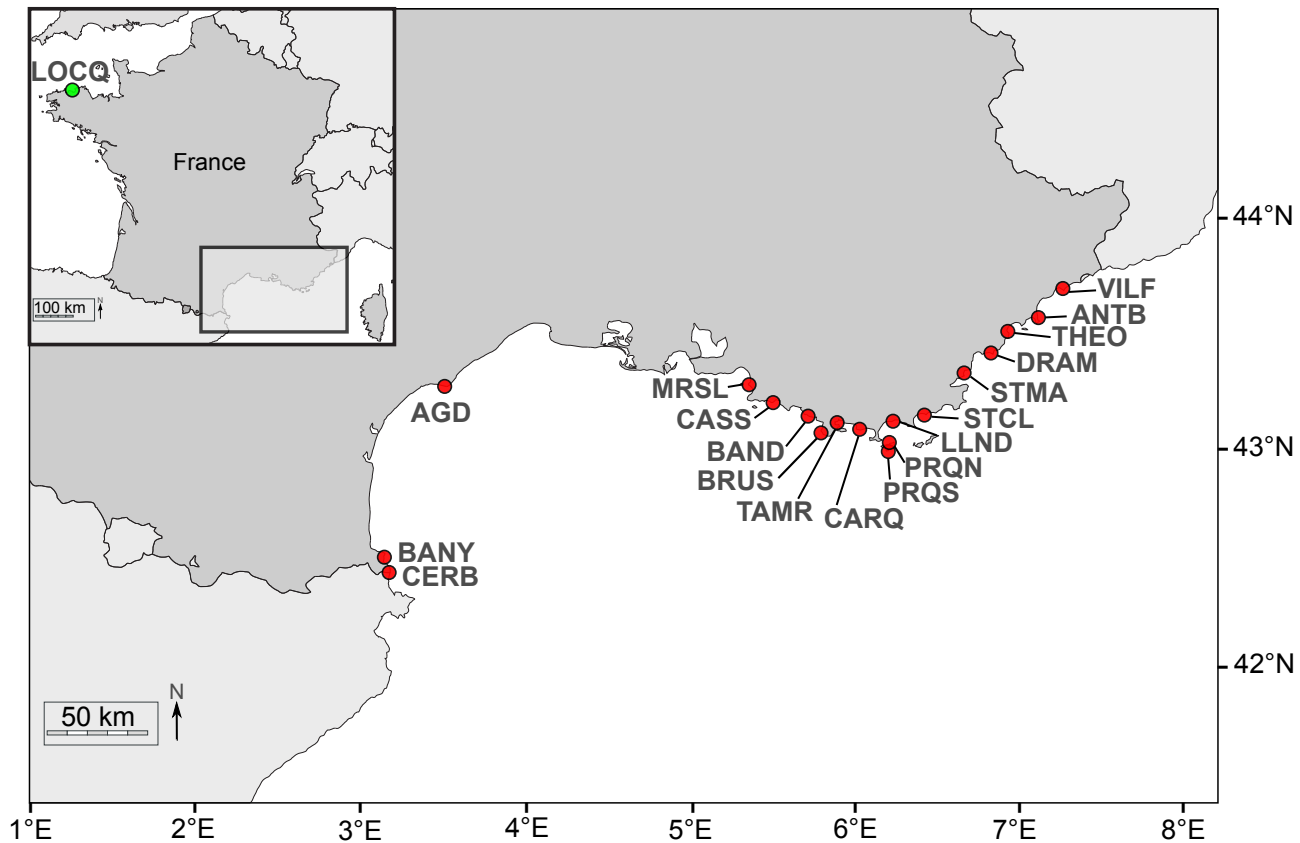 LOCQ
France
100 km
N
44°N
VILF
ANTB
THEO
DRAM
MRSL
STMA
CASS
AGD
STCL
LLND
BAND
PRQN
43°N
BRUS
PRQS
TAMR
CARQ
BANY
CERB
42°N
N
50 km
1°E 2°E 3°E 4°E 5°E 6°E 7°E 8°E